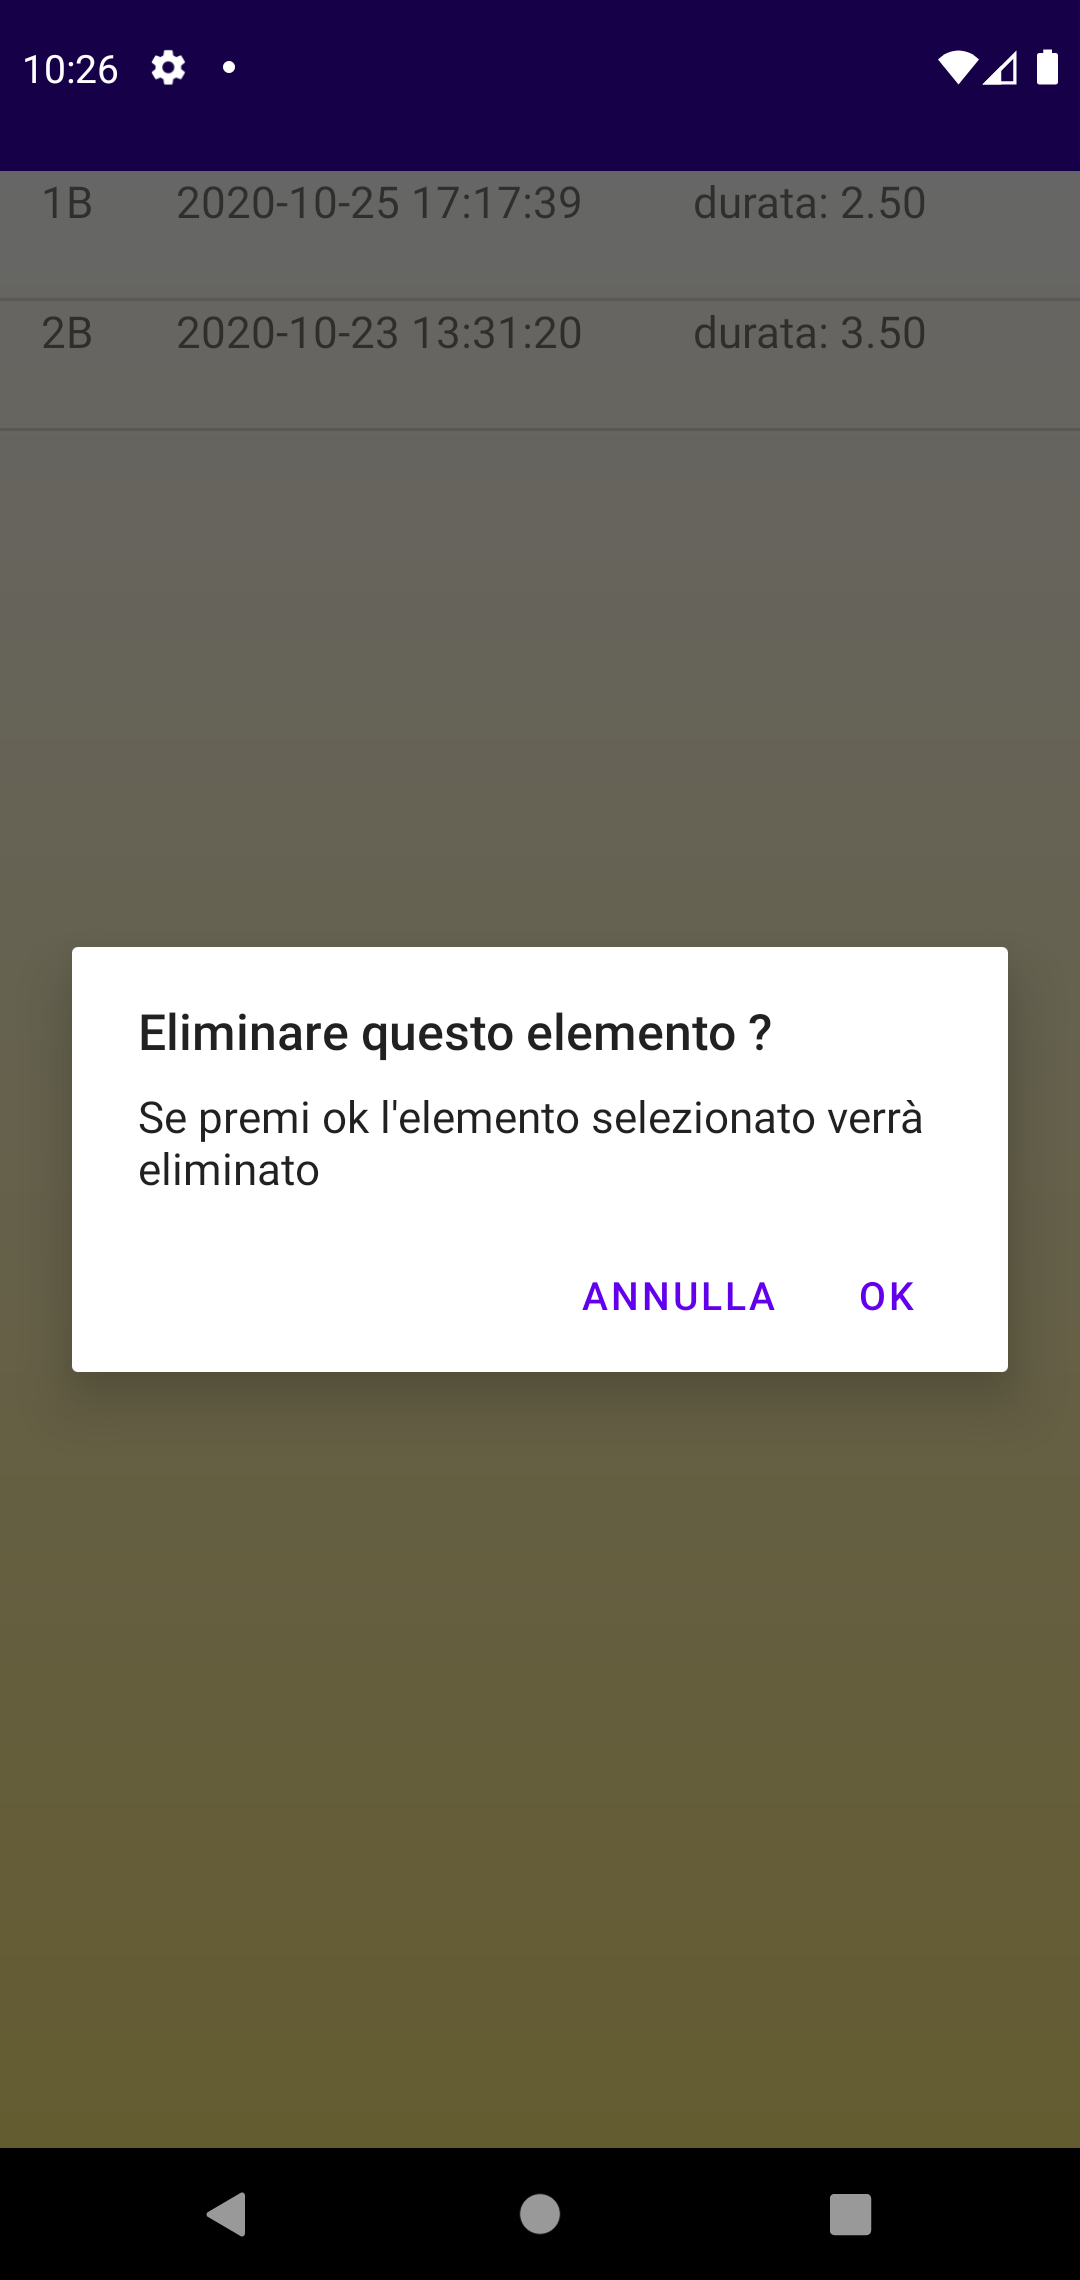 10:26
1B 2020-10-25 17:17:39 durata: 2.50
2B 2020-10-23 13:31:20 durata: 3.50
Eliminare questo elemento ?
Se premi ok l'elemento selezionato verrà
eliminato
ANNULLA OK